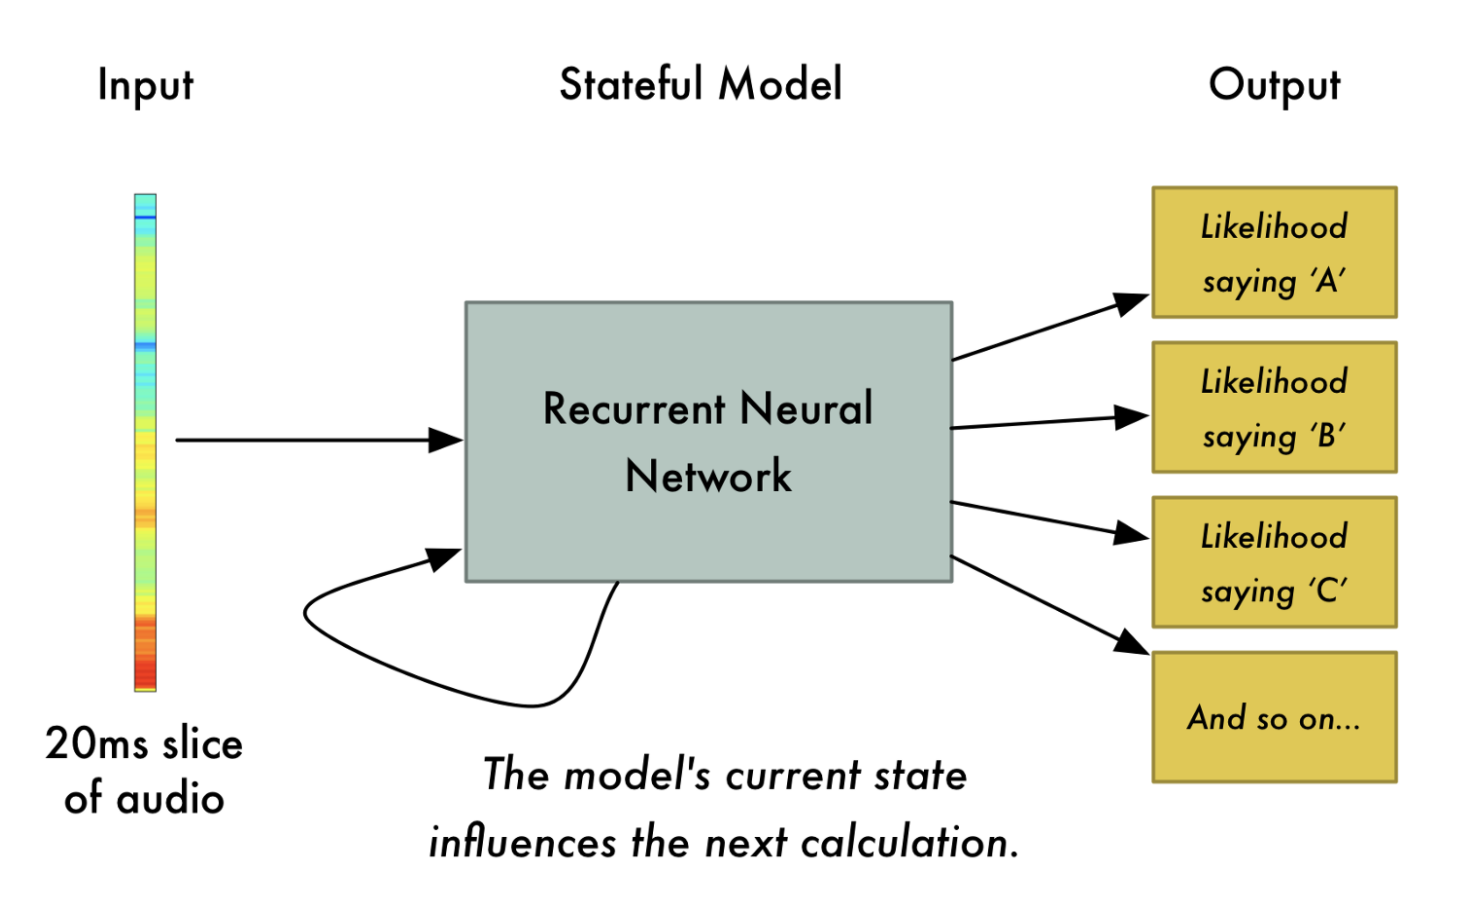 Input
Stateful Model
Output
20ms slice
of audio
Recurrent Neural
Network
The model's current state
influences the next calculation.
Likelihood
saying ‘A’
Likelihood
saying ‘B’
Likelihood
saying ‘C’
And so on...